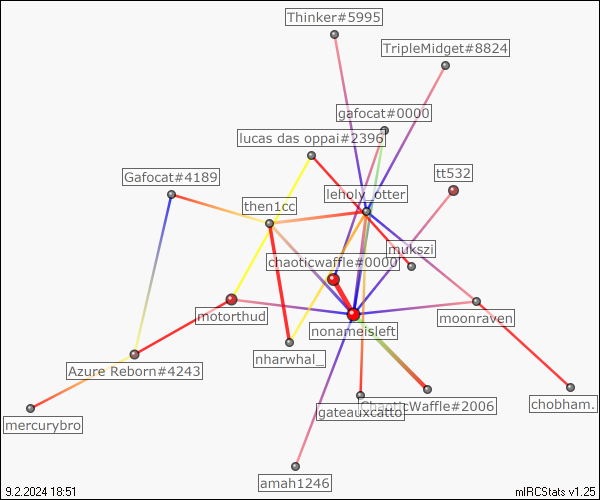 Thinker#5995
TripleMidget#8824
gafocat#0000
lucas das oppai#2396
Gafocat#4189
tt532
leholy_otter
then1cc
mukszi
chaoticwaffle#0000
motorthud
moonraven
nonameisleft
nharwhal_
Azure Reborn#4243
chobham.
ChaoticWaffle#2006
gateauxcatto
mercurybro
amah1246
9.2.2024 18:51
mIRCStats v1.25